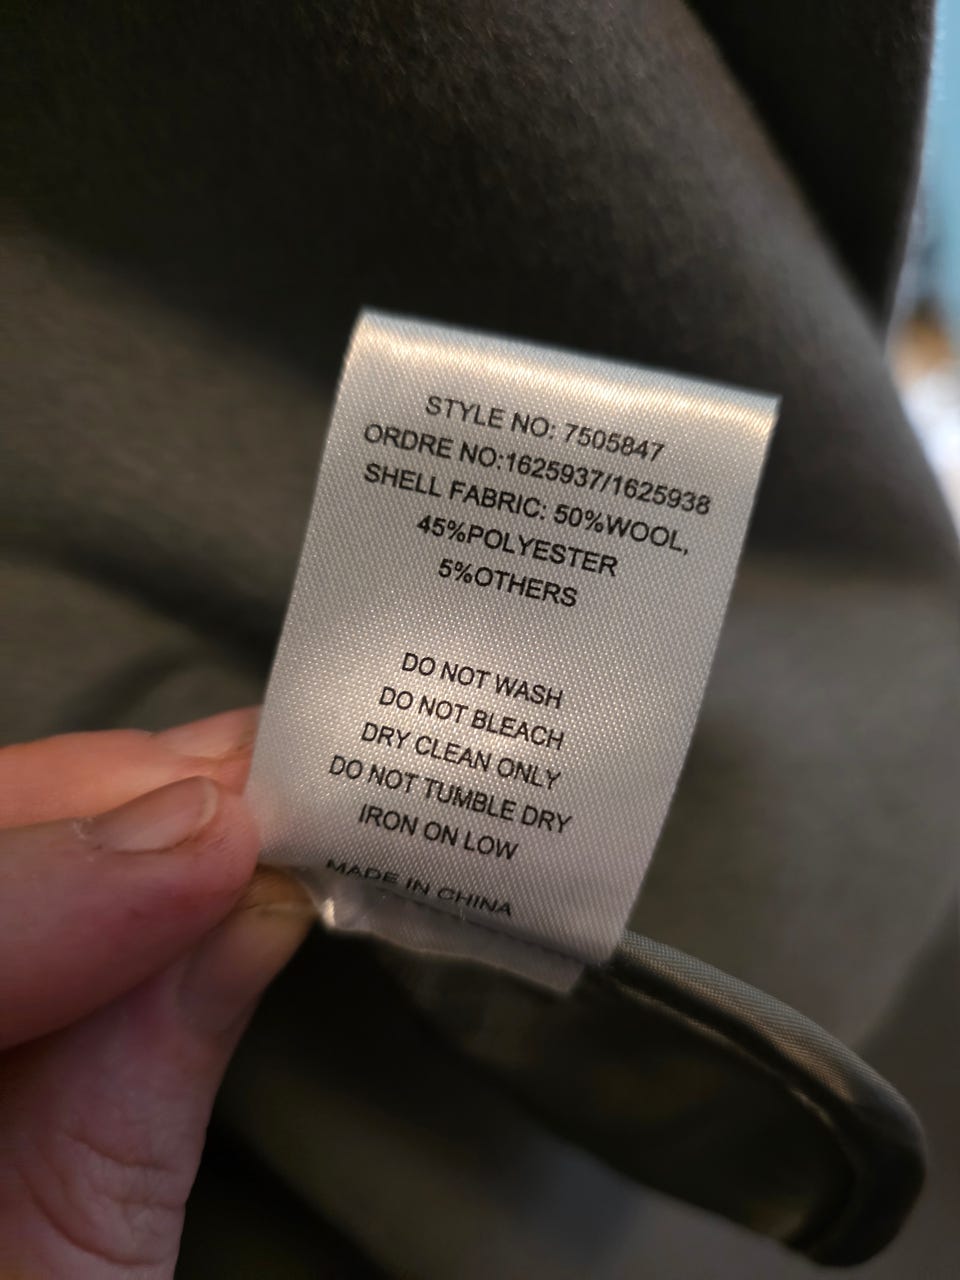 STYLE NO: 7505847
ORDRE NO:1625937/1625938
SHELL FABRIC: 50%WOOL,
45%POLYESTER
5%OTHERS
DO NOT WASH
DO NOT BLEACH
DRY CLEAN ONLY
DO NOT TUMBLE DRY
IRON ON LOW
MADE IN CHINA